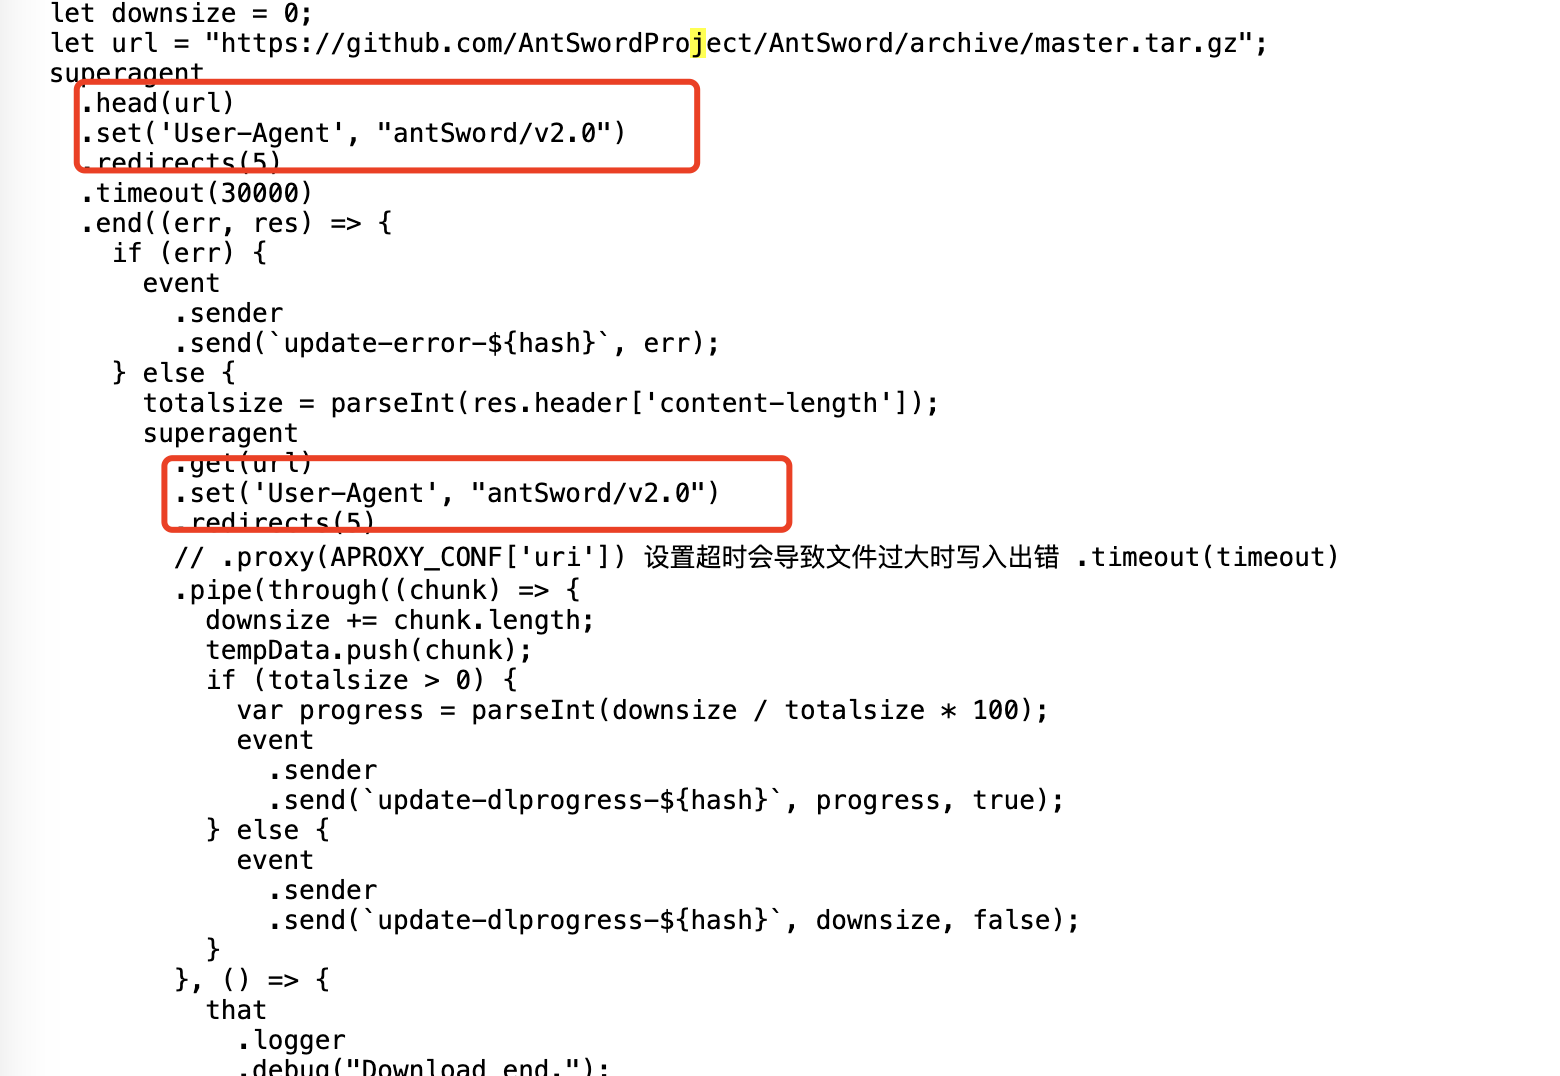 let downsize = 0;
let url = "https://github.com/AntSwordProject/AntSword/archive/master.tar.gz";
superagent
.head(url)
.set('User-Agent', "antSword/v2.0")
.redirects(5)
.timeout(30000)
.end((err, res) => {
if (err) {
event
.sender
.send(`update-error-${hash}`, err);
} else {
totalsize = parseInt(res.header['content-length']);
superagent
.get(url)
.set('User-Agent', "antSword/v2.0")
.redirects(5)
// .proxy(APROXY_CONF['uri']) 设置超时会导致文件过大时写入出错 .timeout(timeout)
.pipe(through((chunk) => {
downsize += chunk.length;
tempData.push(chunk);
if (totalsize > 0) {
var progress = parseInt(downsize / totalsize * 100);
event
.sender
.send(`update-dlprogress-${hash}`, progress, true);
} else {
event
.sender
.send(`update-dlprogress-${hash}`, downsize, false);
}
}, () => {
that
.logger
.debug("Download end.");